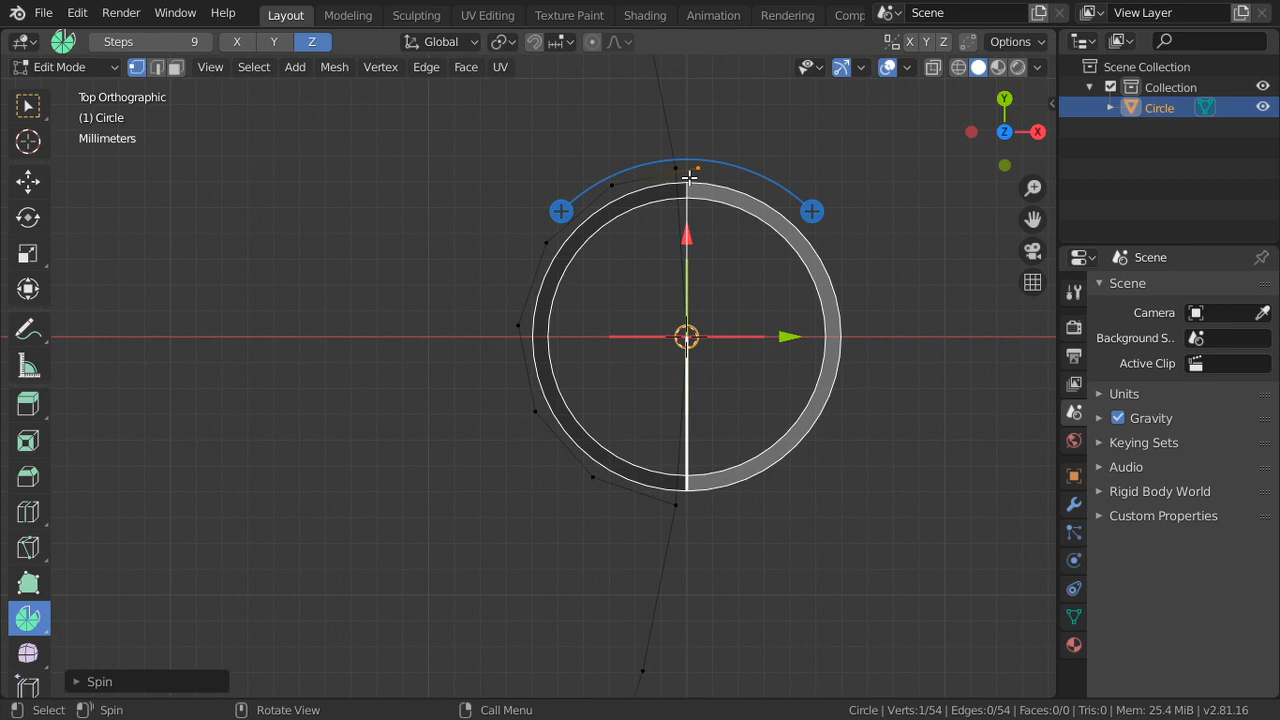 File Edit Render Window Help Layout Modeling Sculpting UV Editing Texture Paint Shading Animation Rendering Comp Scene View Layer
Steps 9 X Y Z Global X Y Z Options
Edit Mode View Select Add Mesh Vertex Edge Face UV
Scene Collection
Collection
Circle
Top Orthographic
(1) Circle
Millimeters
Y
Z
X
Scene
Scene
Camera
Background S..
Active Clip
Units
Gravity
Keying Sets
Audio
Rigid Body World
Custom Properties
Spin
Select Spin Rotate View Call Menu Circle | Verts:1/54 | Edges:0/54 | Faces:0/0 | Tris:0 | Mem: 25.4 MiB | v2.81.16